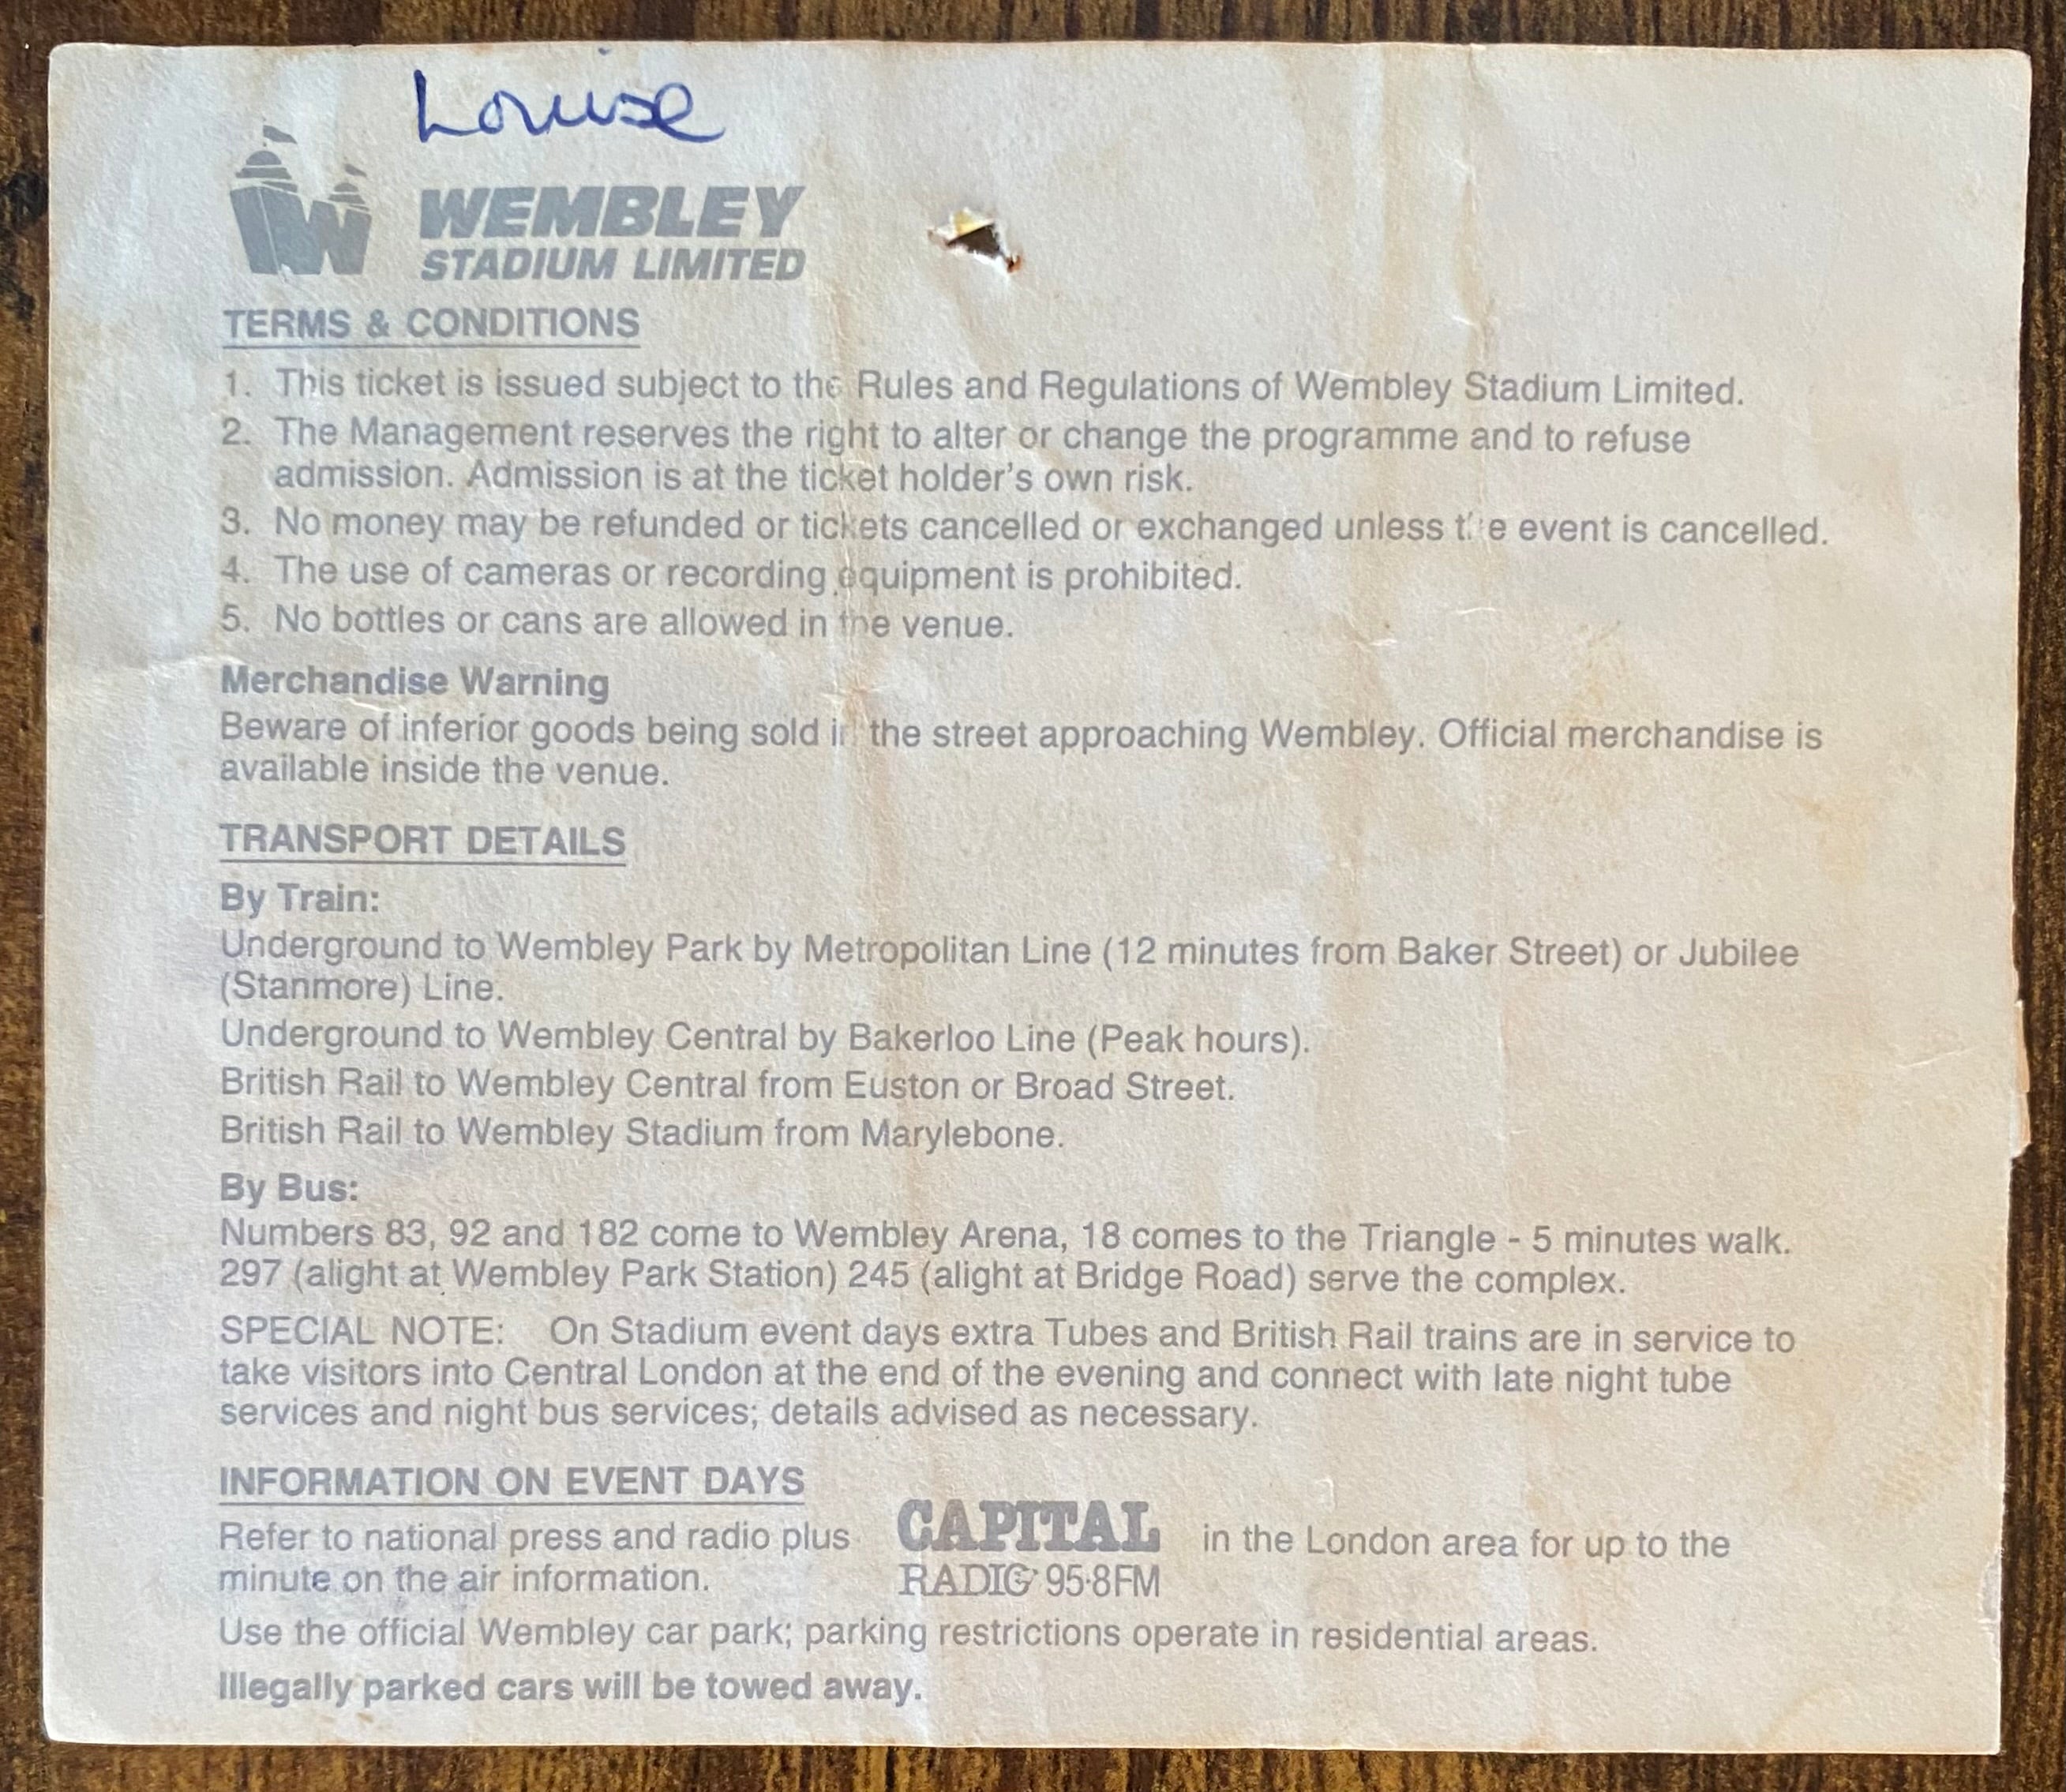 Louise
WEMBLEY
STADIUM LIMITED
TERMS & CONDITIONS
1. This ticket is issued subject to the Rules and Regulations of Wembley Stadium Limited.
2. The Management reserves the right to alter or change the programme and to refuse
admission. Admission is at the ticket holder's own risk.
3. No money may be refunded or tickets cancelled or exchanged unless the event is cancelled.
4. The use of cameras or recording equipment is prohibited.
5. No bottles or cans are allowed in the venue.
Merchandise Warning
Beware of inferior goods being sold in the street approaching Wembley. Official merchandise is
available inside the venue.
TRANSPORT DETAILS
By Train:
Underground to Wembley Park by Metropolitan Line (12 minutes from Baker Street) or Jubilee
(Stanmore) Line.
Underground to Wembley Central by Bakerloo Line (Peak hours).
British Rail to Wembley Central from Euston or Broad Street.
British Rail to Wembley Stadium from Marylebone.
By Bus:
Numbers 83, 92 and 182 come to Wembley Arena, 18 comes to the Triangle - 5 minutes walk.
297 (alight at Wembley Park Station) 245 (alight at Bridge Road) serve the complex.
SPECIAL NOTE: On Stadium event days extra Tubes and British Rail trains are in service to
take visitors into Central London at the end of the evening and connect with late night tube
services and night bus services; details advised as necessary.
INFORMATION ON EVENT DAYS
Refer to national press and radio plus CAPITAL in the London area for up to the
minute on the air information. RADIO 95·8FM
Use the official Wembley car park; parking restrictions operate in residential areas.
Illegally parked cars will be towed away.